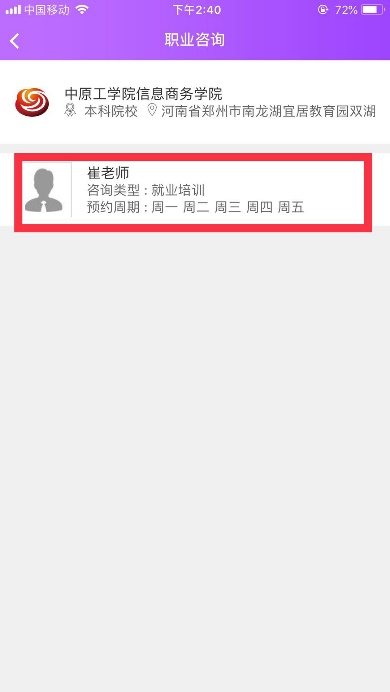 中国移动 下午2:40 72%
职业咨询
中原工学院信息商务学院
本科院校 河南省郑州市南龙湖宜居教育园双湖
崔老师
咨询类型 : 就业培训
预约周期 : 周一 周二 周三 周四 周五